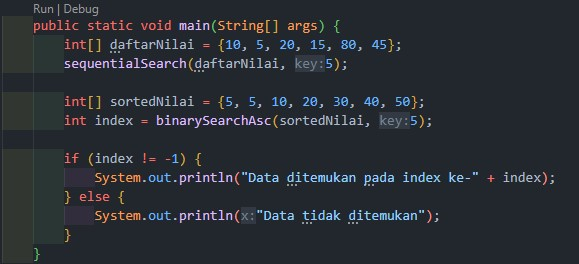 Run | Debug
public static void main(String[] args) {
int[] daftarNilai = {10, 5, 20, 15, 80, 45};
sequentialSearch(daftarNilai, key:5);
int[] sortedNilai = {5, 5, 10, 20, 30, 40, 50};
int index = binarySearchAsc(sortedNilai, key:5);
if (index != -1) {
System.out.println("Data ditemukan pada index ke-" + index);
} else {
System.out.println(x:"Data tidak ditemukan");
}
}